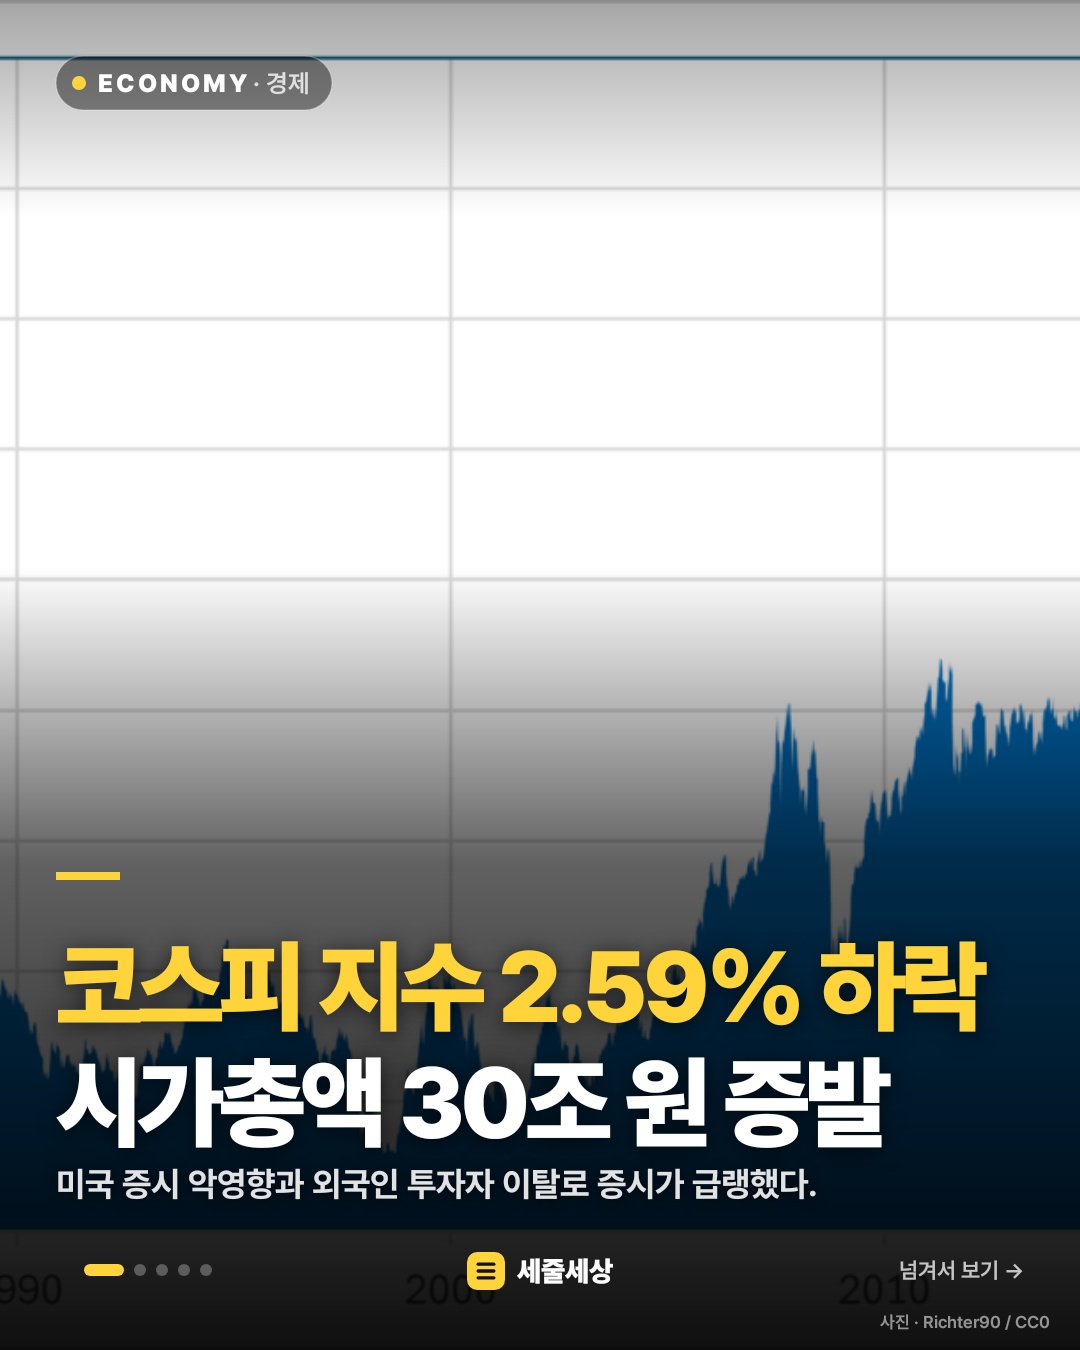 ECONOMY · 경제
코스피 지수 2.59% 하락
시가총액 30조 원 증발
미국 증시 악영향과 외국인 투자자 이탈로 증시가 급랭했다.
990 2000 2010
세줄세상
넘겨서 보기 →
사진 · Richter90 / CC0